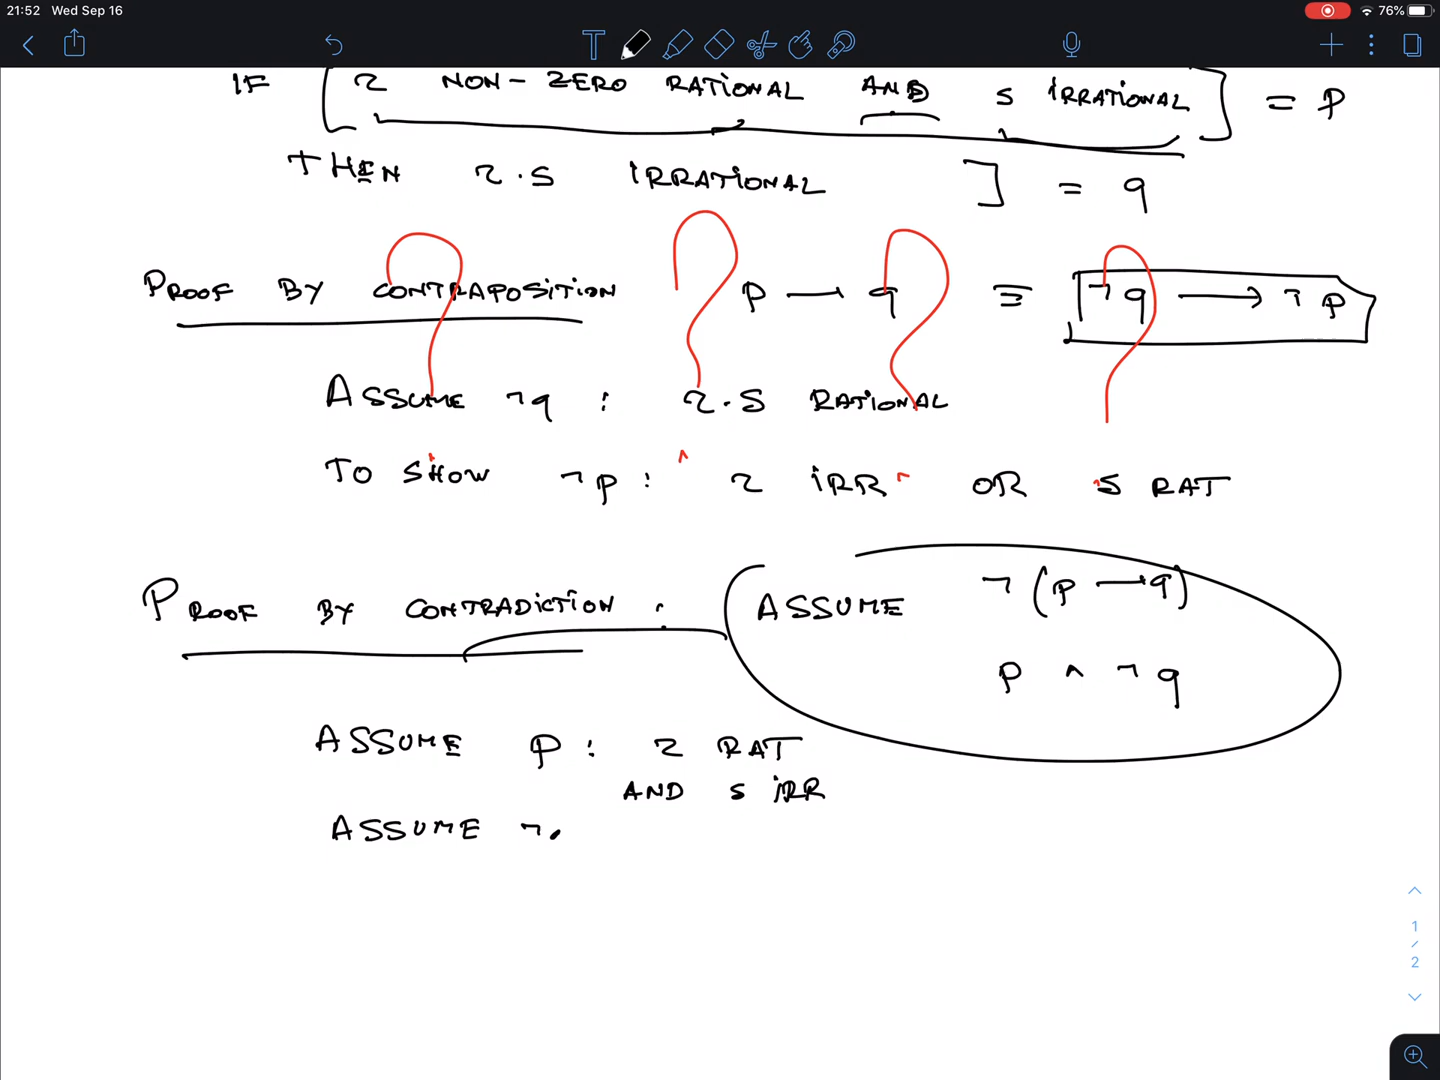 21:52 Wed Sep 16 76%
IF [ r NON-ZERO RATIONAL AND s IRRATIONAL ] = P
THEN r.s IRRATIONAL ] = q
PROOF BY CONTRAPOSITION p → q ≡ ¬q → ¬p
ASSUME ¬q : r.s RATIONAL
TO SHOW ¬p : r iRR OR s RAT
PROOF BY CONTRADICTION : ASSUME ¬(p → q)
p ∧ ¬q
ASSUME p : r RAT
AND s iRR
ASSUME ¬
1
/
2